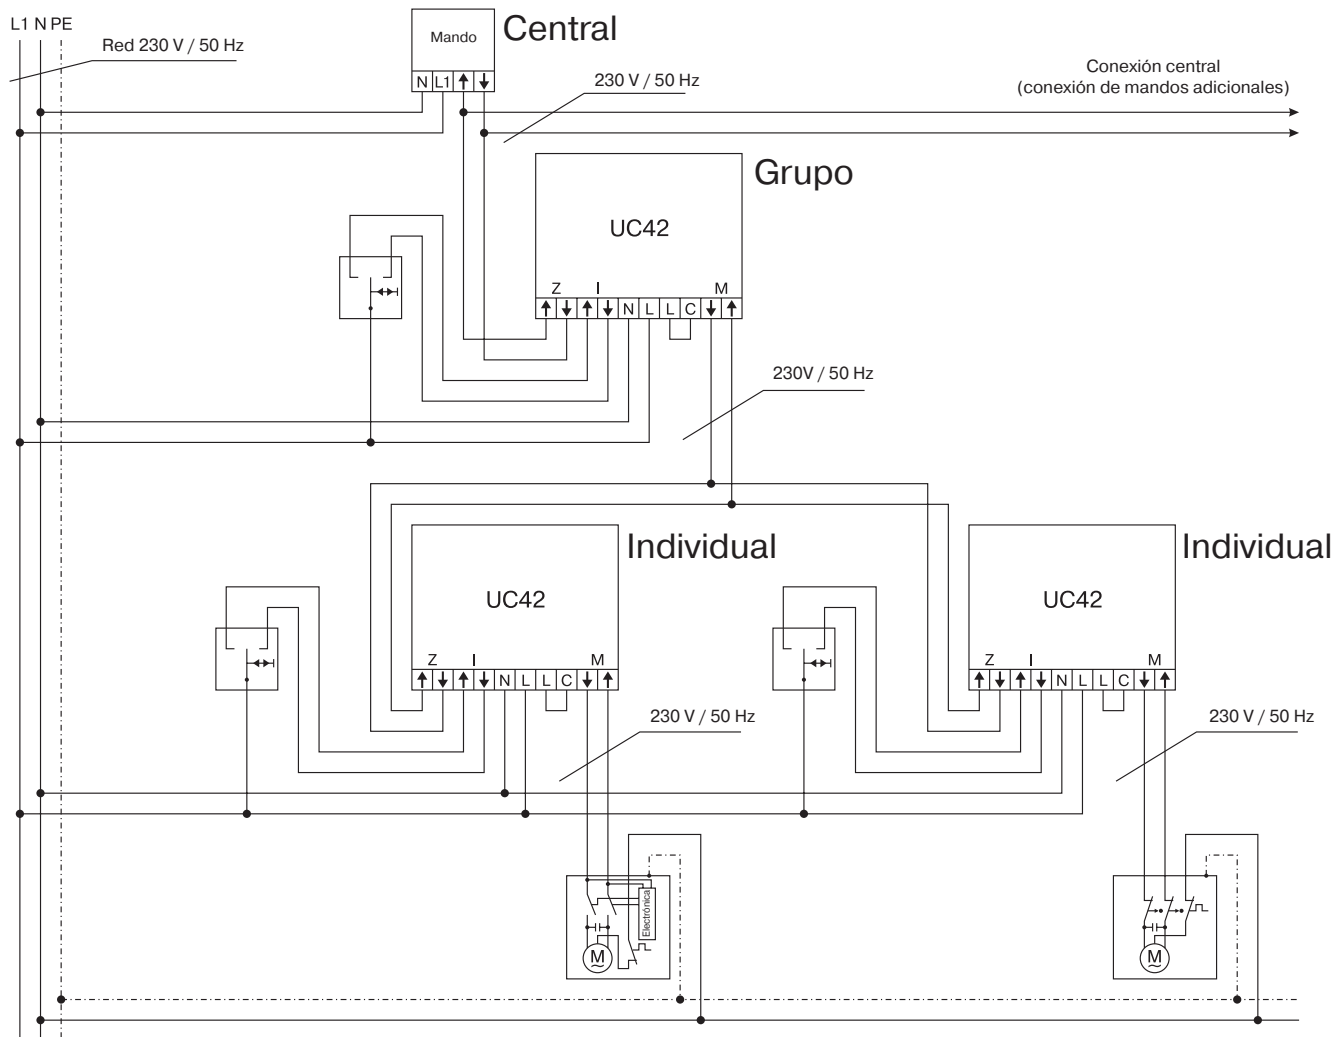 L1 N PE
Red 230 V / 50 Hz
Mando
Central
N L1
230 V / 50 Hz
Conexión central
(conexión de mandos adicionales)
Grupo
UC42
Z I M
N L L C
230V / 50 Hz
Individual
UC42
Z I M
N L L C
230 V / 50 Hz
Individual
UC42
Z I M
N L L C
230 V / 50 Hz
Electrónica
M
M